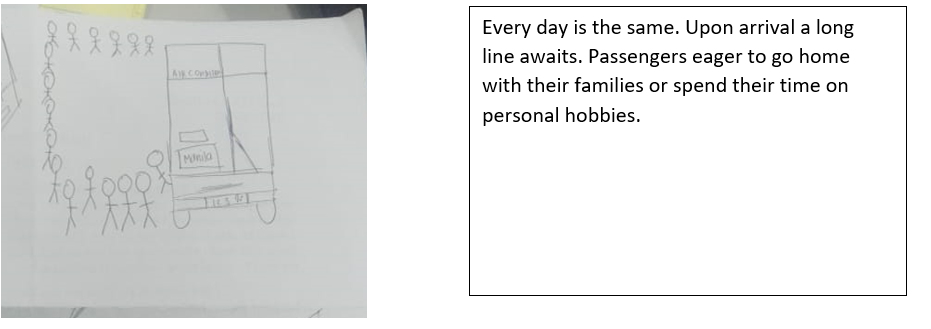 Manila
Every day is the same. Upon arrival a long
line awaits. Passengers eager to go home
with their families or spend their time on
personal hobbies.